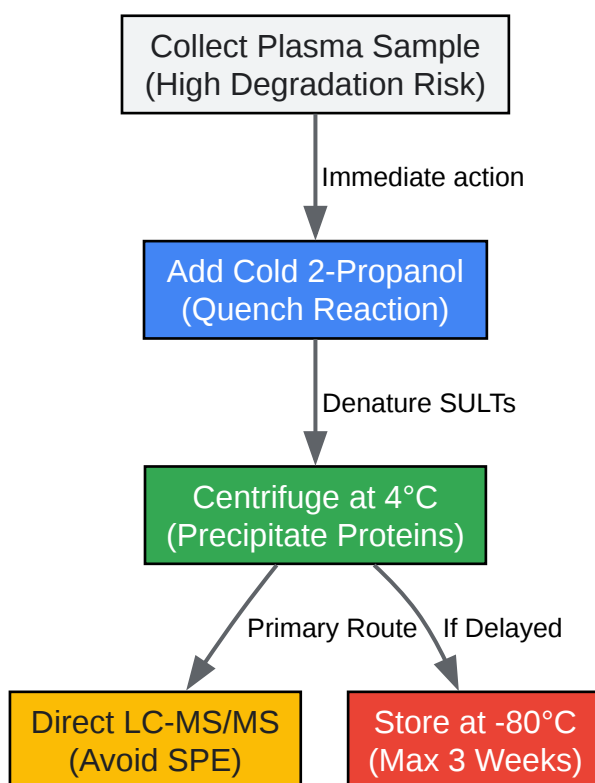 Collect Plasma Sample
(High Degradation Risk)
Immediate action
Add Cold 2-Propanol
(Quench Reaction)
Denature SULTs
Centrifuge at 4°C
(Precipitate Proteins)
Primary Route
If Delayed
Direct LC-MS/MS
(Avoid SPE)
Store at -80°C
(Max 3 Weeks)